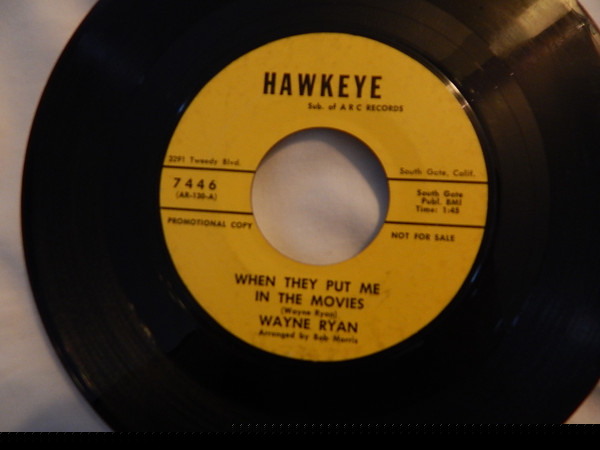 HAWKEYE
Sub. of A R C RECORDS
3291 Tweedy Blvd.
South Gate, Calif.
7446
(AR-130-A)
South Gate
Publ. BMI
Time: 1:45
PROMOTIONAL COPY
NOT FOR SALE
WHEN THEY PUT ME
IN THE MOVIES
(Wayne Ryan)
WAYNE RYAN
Arranged by Bob Morris